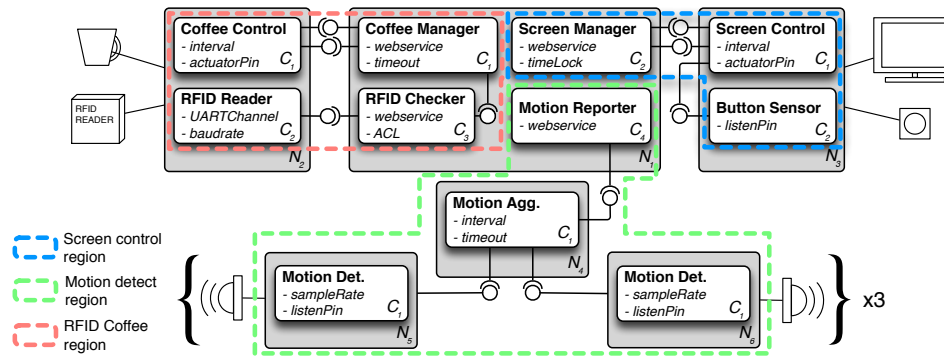 Coffee Control
- interval
- actuatorPin
C1
Coffee Manager
- webservice
- timeout
C1
Screen Manager
- webservice
- timeLock
C2
Screen Control
- interval
- actuatorPin
C1
RFID
READER
RFID Reader
- UARTChannel
- baudrate
C2
RFID Checker
- webservice
- ACL
C3
Motion Reporter
- webservice
C4
Button Sensor
- listenPin
C2
N2
N1
N3
Motion Agg.
- interval
- timeout
C1
N4
Screen control
region
Motion detect
region
RFID Coffee
region
Motion Det.
- sampleRate
- listenPin
C1
N5
Motion Det.
- sampleRate
- listenPin
C1
N6
x3